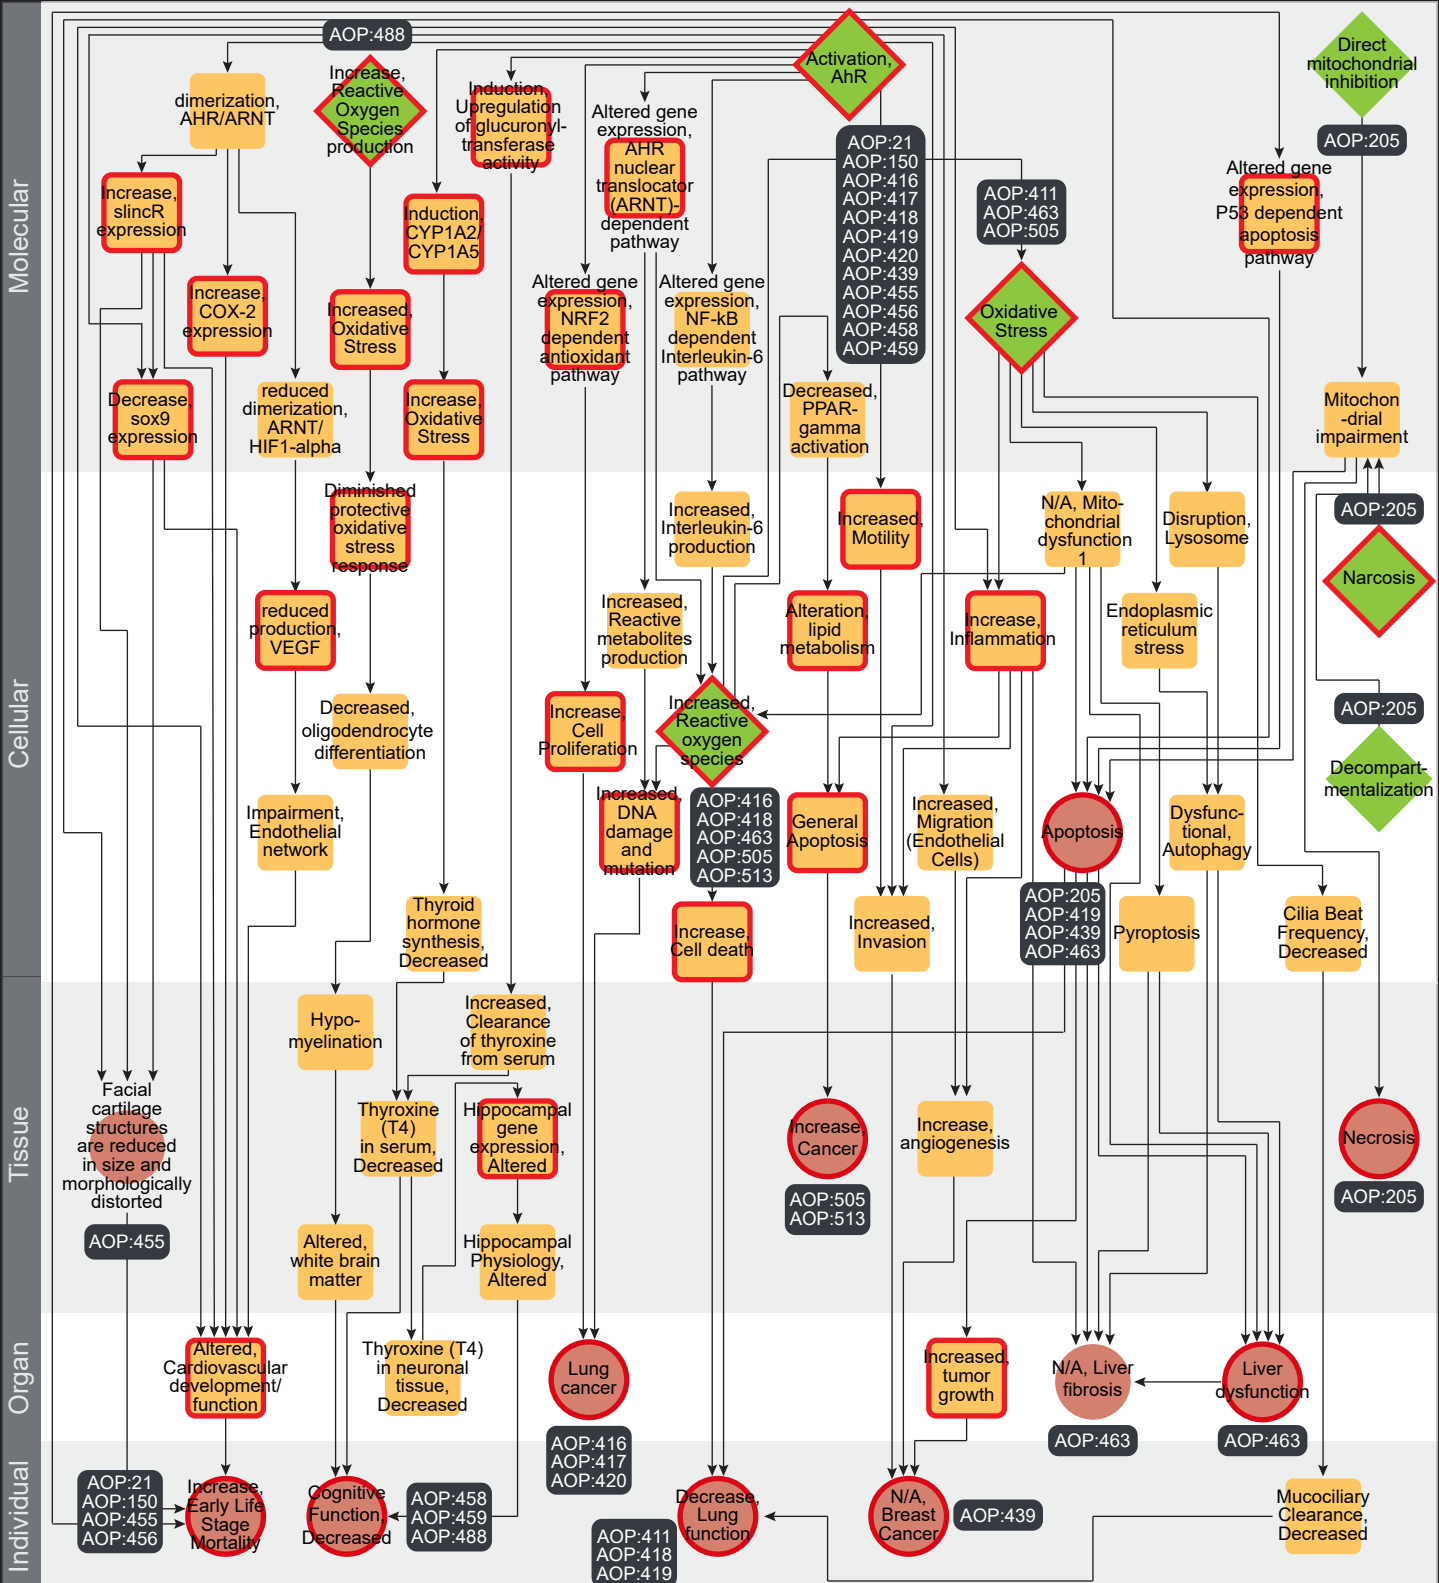 Molecular
Cellular
Tissue
Organ
Individual
AOP:488
Activation,
AhR
Direct
mitochondrial
inhibition
AOP:205
dimerization,
AHR/ARNT
Increase,
Reactive
Oxygen
Species
production
Induction,
Upregulation
of glucuronyl-
transferase
activity
Altered gene
expression,
AHR
nuclear
translocator
(ARNT)-
dependent
pathway
AOP:21
AOP:150
AOP:416
AOP:417
AOP:418
AOP:419
AOP:420
AOP:439
AOP:455
AOP:456
AOP:458
AOP:459
AOP:411
AOP:463
AOP:505
Altered gene
expression,
P53 dependent
apoptosis
pathway
Increase,
slincR
expression
Induction,
CYP1A2/
CYP1A5
Increase,
COX-2
expression
Increased,
Oxidative
Stress
Altered gene
expression,
NRF2
dependent
antioxidant
pathway
Altered gene
expression,
NF-kB
dependent
Interleukin-6
pathway
Oxidative
Stress
Decrease,
sox9
expression
reduced
dimerization,
ARNT/
HIF1-alpha
Increase,
Oxidative
Stress
Decreased,
PPAR-
gamma
activation
Mitochon
-drial
impairment
Diminished
protective
oxidative
stress
response
Increased,
Interleukin-6
production
Increased,
Motility
N/A, Mito-
chondrial
dysfunction
1
Disruption,
Lysosome
AOP:205
Narcosis
reduced
production,
VEGF
Increased,
Reactive
metabolites
production
Alteration,
lipid
metabolism
Increase,
Inflammation
Endoplasmic
reticulum
stress
Decreased,
oligodendrocyte
differentiation
Increase,
Cell
Proliferation
Increased,
Reactive
oxygen
species
AOP:205
Decompart-
mentalization
Impairment,
Endothelial
network
Increased,
DNA
damage
and
mutation
AOP:416
AOP:418
AOP:463
AOP:505
AOP:513
General
Apoptosis
Increased,
Migration
(Endothelial
Cells)
Apoptosis
Dysfunc-
tional,
Autophagy
Thyroid
hormone
synthesis,
Decreased
Increase,
Cell death
Increased,
Invasion
AOP:205
AOP:419
AOP:439
AOP:463
Pyroptosis
Cilia Beat
Frequency,
Decreased
Hypo-
myelination
Increased,
Clearance
of thyroxine
from serum
Facial
cartilage
structures
are reduced
in size and
morphologically
distorted
AOP:455
Thyroxine
(T4)
in serum,
Decreased
Hippocampal
gene
expression,
Altered
Increase,
Cancer
AOP:505
AOP:513
Increase,
angiogenesis
Necrosis
AOP:205
Altered,
white brain
matter
Hippocampal
Physiology,
Altered
Altered,
Cardiovascular
development/
function
Thyroxine (T4)
in neuronal
tissue,
Decreased
Lung
cancer
AOP:416
AOP:417
AOP:420
Increased,
tumor
growth
N/A, Liver
fibrosis
AOP:463
Liver
dysfunction
AOP:463
AOP:21
AOP:150
AOP:455
AOP:456
Increase,
Early Life
Stage
Mortality
Cognitive
Function,
Decreased
AOP:458
AOP:459
AOP:488
AOP:411
AOP:418
AOP:419
Decrease,
Lung
function
N/A,
Breast
Cancer
AOP:439
Mucociliary
Clearance,
Decreased